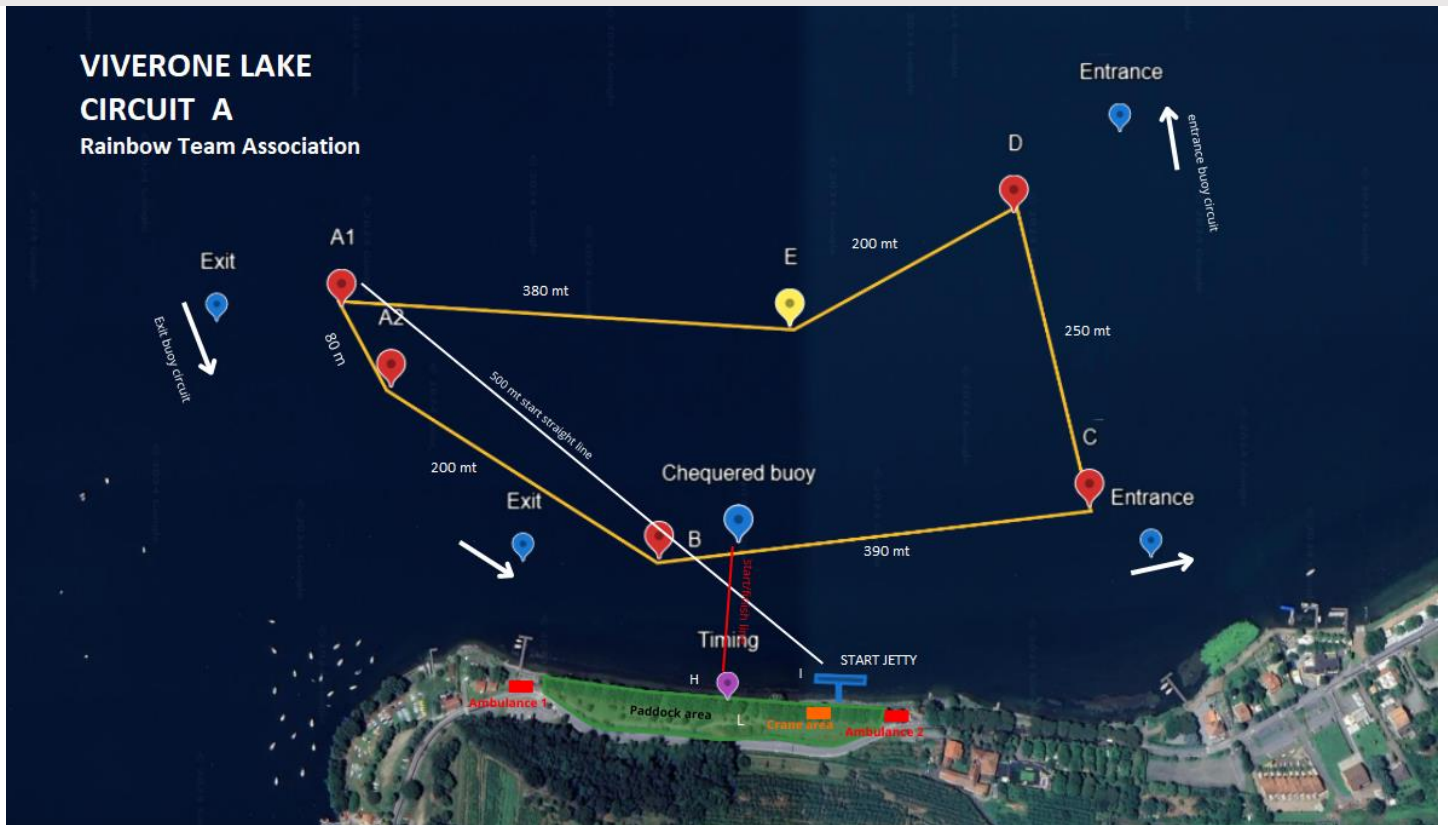 VIVERONE LAKE
CIRCUIT A
Rainbow Team Association
Entrance
entrance buoy circuit
D
A1
Exit
Exit buoy circuit
E
200 mt
380 mt
A2
80 m
250 mt
500 mt start straight line
C
200 mt
Chequered buoy
Entrance
Exit
B
390 mt
start/finish line
Timing
START JETTY
H
I
Ambulance 1
Paddock area
L
Crane area
Ambulance 2